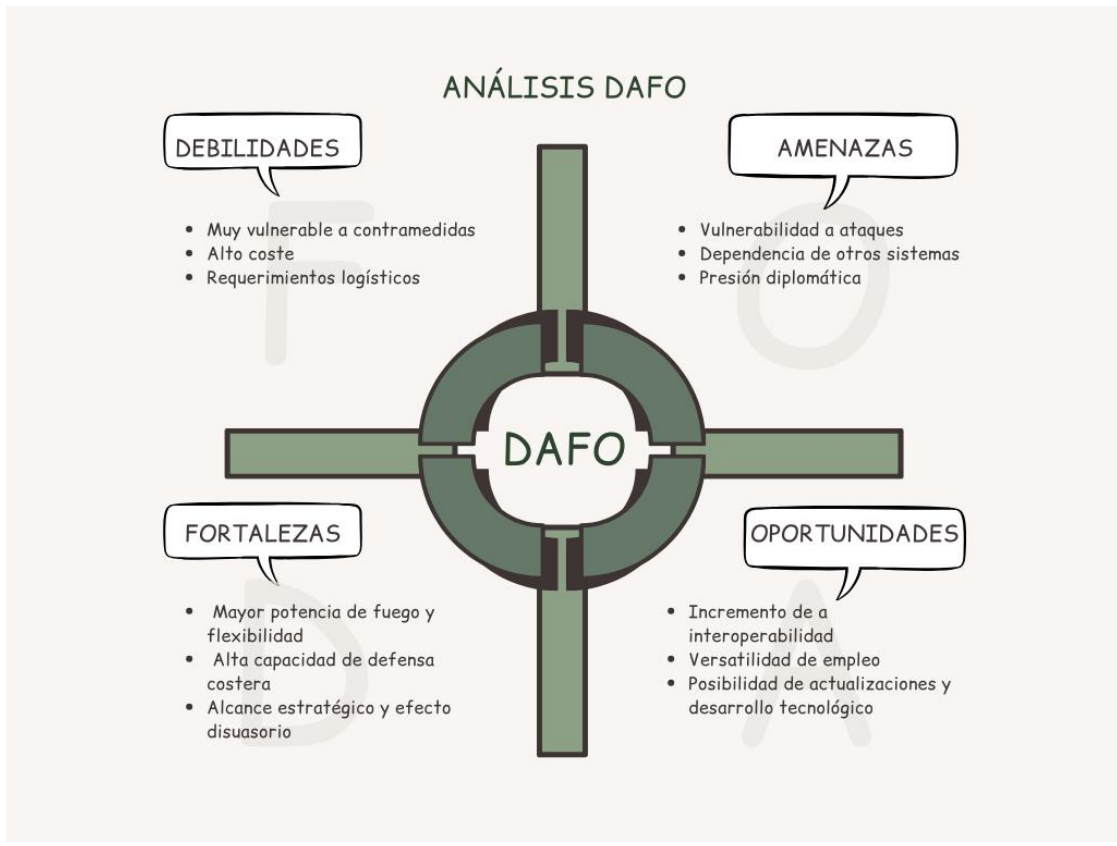 ANÁLISIS DAFO
DEBILIDADES
• Muy vulnerable a contramedidas
• Alto coste
• Requerimientos logísticos
F
AMENAZAS
• Vulnerabilidad a ataques
• Dependencia de otros sistemas
• Presión diplomática
O
DAFO
FORTALEZAS
• Mayor potencia de fuego y
flexibilidad
• Alta capacidad de defensa
costera
• Alcance estratégico y efecto
disuasorio
D
OPORTUNIDADES
• Incremento de a
interoperabilidad
• Versatilidad de empleo
• Posibilidad de actualizaciones y
desarrollo tecnológico
A